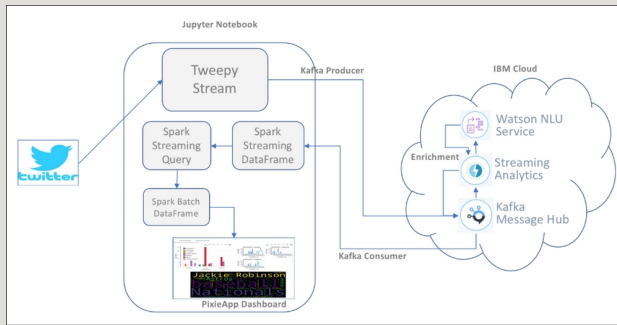 Jupyter Notebook
Tweepy
Stream
Kafka Producer
IBM Cloud
Watson NLU
Service
Enrichment
Streaming
Analytics
Kafka
Message Hub
Spark
Streaming
Query
Spark
Streaming
DataFrame
twitter
Spark Batch
DataFrame
Kafka Consumer
Jackie Robinson
Baseball
Nationals
PixieApp Dashboard